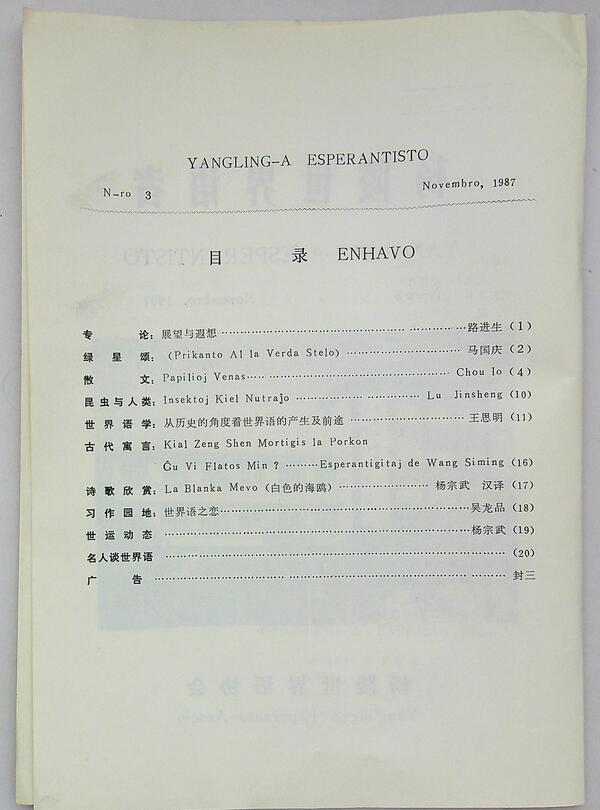 YANGLING-A ESPERANTISTO
N-ro 3 Novembro, 1987
目 录 ENHAVO
专 论: 展望与遐想 …… 路进生 (1)
绿 星 颂: (Prikanto Al la Verda Stelo) …… 马国庆 (2)
散 文: Papilioj Venas …… Chou Io (4)
昆虫与人类: Insektoj Kiel Nutraĵo …… Lu Jinsheng (10)
世 界 语 学: 从历史的角度看世界语的产生及前途 …… 王思明 (11)
古 代 寓 言: Kial Zeng Shen Mortigis la Porkon
Ĝu Vi Flatos Min ? …… Esperantigitaj de Wang Siming (16)
诗 歌 欣 赏: La Blanka Mevo (白色的海鸥) …… 杨宗武 汉译 (17)
习 作 园 地: 世界语之恋 …… 吴龙品 (18)
世 运 动 态 …… 杨宗武 (19)
名人谈世界语 …… (20)
广 告 …… 封三